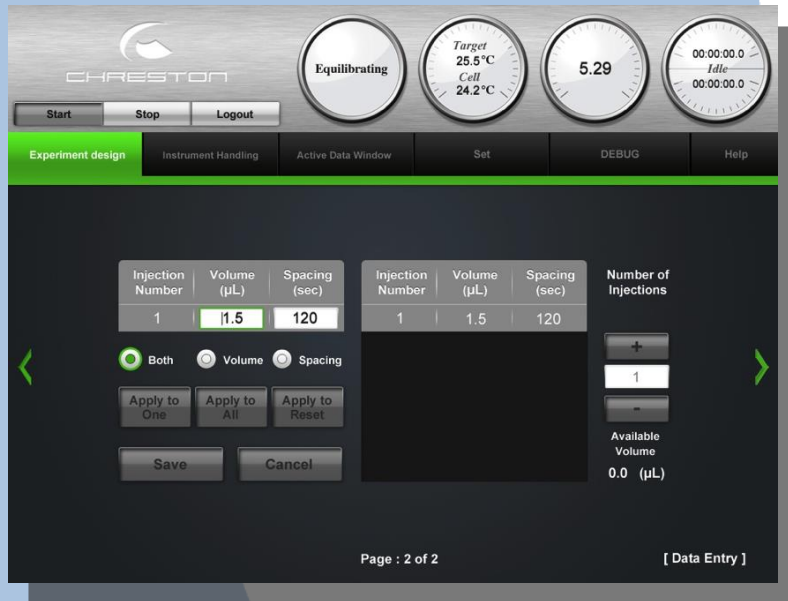 CHRESTON
Start
Stop
Logout
Equilibrating
Target
25.5°C
Cell
24.2°C
5.29
00:00:00.0
Idle
00:00:00.0
Experiment design
Instrument Handling
Active Data Window
Set
DEBUG
Help
Injection Number
Volume (µL)
Spacing (sec)
1
1.5
120
Both
Volume
Spacing
Apply to One
Apply to All
Apply to Reset
Save
Cancel
Injection Number
Volume (µL)
Spacing (sec)
1
1.5
120
Number of
Injections
+
1
-
Available
Volume
0.0 (µL)
Page : 2 of 2
[ Data Entry ]